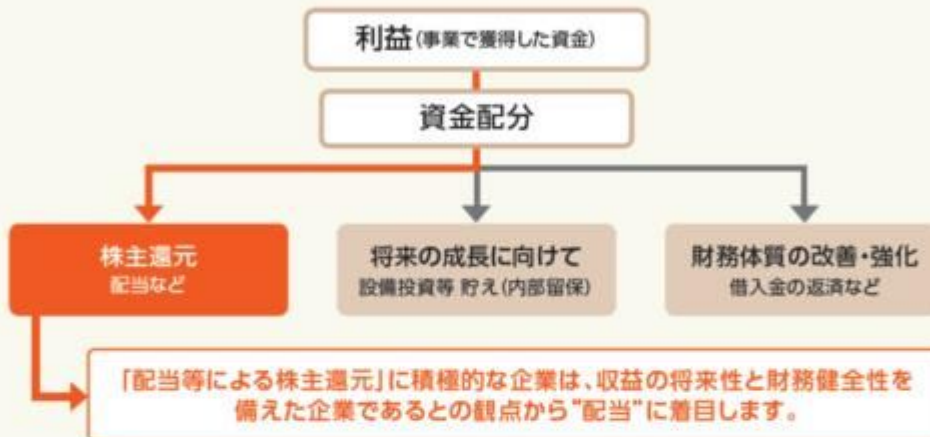 利益(事業で獲得した資金)
資金配分
株主還元
配当など
将来の成長に向けて
設備投資等 貯え(内部留保)
財務体質の改善・強化
借入金の返済など
「配当等による株主還元」に積極的な企業は、収益の将来性と財務健全性を
備えた企業であるとの観点から"配当"に着目します。